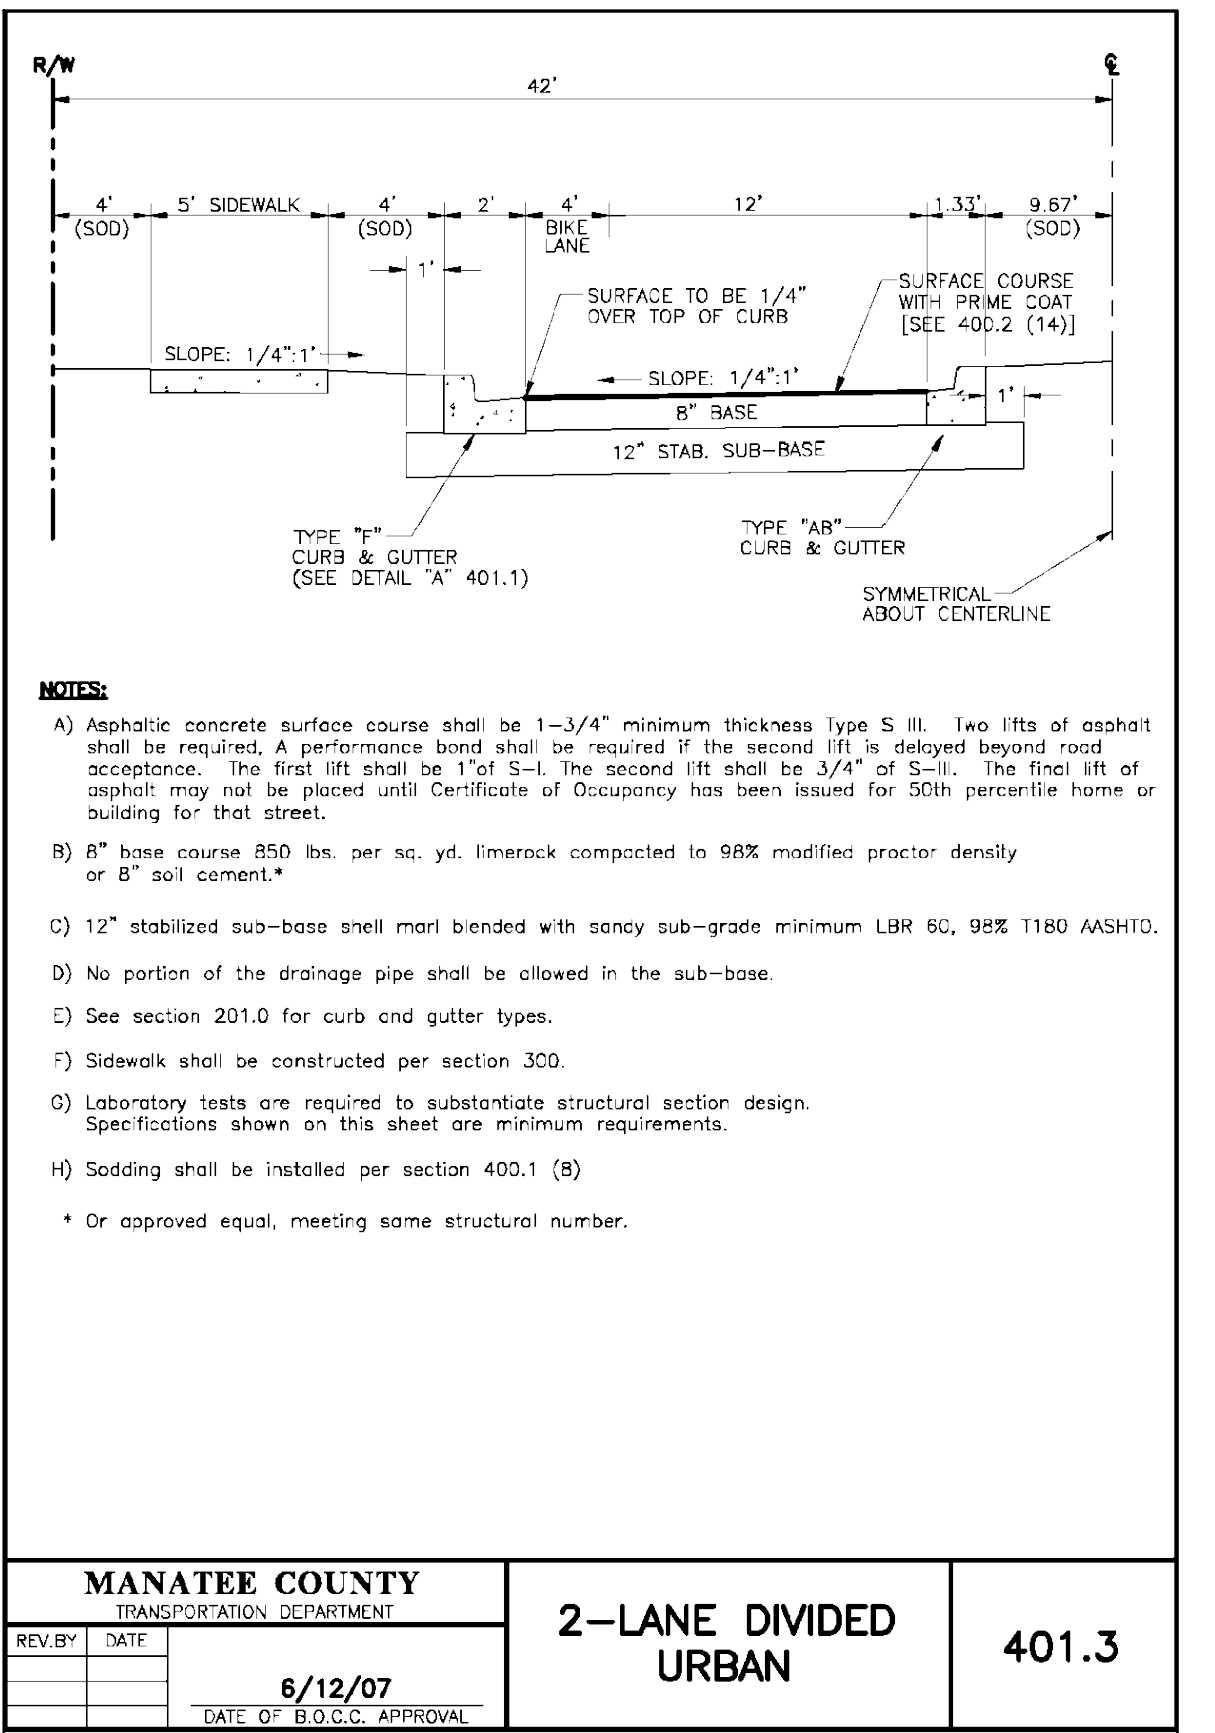 R/W
℄
42'
4' 5' SIDEWALK 4' 2' 4' 12' 1.33' 9.67'
(SOD) (SOD) BIKE (SOD)
LANE
1'
SURFACE TO BE 1/4"
OVER TOP OF CURB
SURFACE COURSE
WITH PRIME COAT
[SEE 400.2 (14)]
SLOPE: 1/4":1'
SLOPE: 1/4":1'
1'
8" BASE
12" STAB. SUB-BASE
TYPE "F"
CURB & GUTTER
(SEE DETAIL "A" 401.1)
TYPE "AB"
CURB & GUTTER
SYMMETRICAL
ABOUT CENTERLINE
NOTES:
A) Asphaltic concrete surface course shall be 1-3/4" minimum thickness Type S III. Two lifts of asphalt
shall be required, A performance bond shall be required if the second lift is delayed beyond road
acceptance. The first lift shall be 1"of S-I. The second lift shall be 3/4" of S-III. The final lift of
asphalt may not be placed until Certificate of Occupancy has been issued for 50th percentile home or
building for that street.
B) 8" base course 850 lbs. per sq. yd. limerock compacted to 98% modified proctor density
or 8" soil cement.*
C) 12" stabilized sub-base shell marl blended with sandy sub-grade minimum LBR 60, 98% T180 AASHTO.
D) No portion of the drainage pipe shall be allowed in the sub-base.
E) See section 201.0 for curb and gutter types.
F) Sidewalk shall be constructed per section 300.
G) Laboratory tests are required to substantiate structural section design.
Specifications shown on this sheet are minimum requirements.
H) Sodding shall be installed per section 400.1 (8)
* Or approved equal, meeting same structural number.
MANATEE COUNTY
TRANSPORTATION DEPARTMENT
REV.BY DATE
6/12/07
DATE OF B.O.C.C. APPROVAL
2-LANE DIVIDED
URBAN
401.3